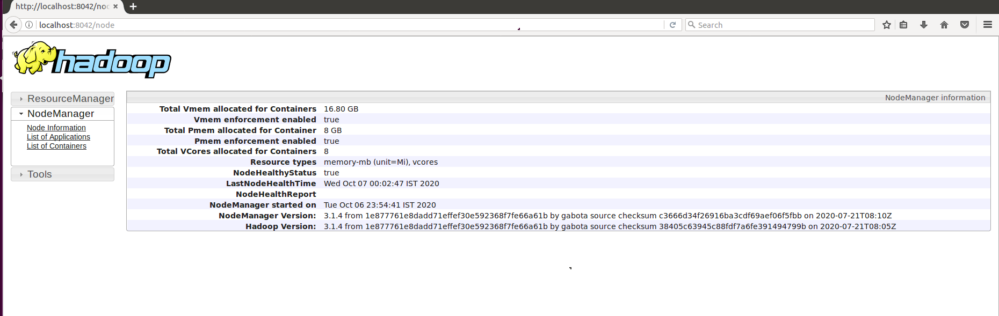 http://localhost:8042/noc
localhost:8042/node
Search
hadoop
ResourceManager
NodeManager
Node Information
List of Applications
List of Containers
Tools
NodeManager information
Total Vmem allocated for Containers 16.80 GB
Vmem enforcement enabled true
Total Pmem allocated for Container 8 GB
Pmem enforcement enabled true
Total VCores allocated for Containers 8
Resource types memory-mb (unit=Mi), vcores
NodeHealthyStatus true
LastNodeHealthTime Wed Oct 07 00:02:47 IST 2020
NodeHealthReport
NodeManager started on Tue Oct 06 23:54:41 IST 2020
NodeManager Version: 3.1.4 from 1e877761e8dadd71effef30e592368f7fe66a61b by gabota source checksum c3666d34f26916ba3cdf69aef06f5fbb on 2020-07-21T08:10Z
Hadoop Version: 3.1.4 from 1e877761e8dadd71effef30e592368f7fe66a61b by gabota source checksum 38405c63945c88fdf7a6fe391494799b on 2020-07-21T08:05Z